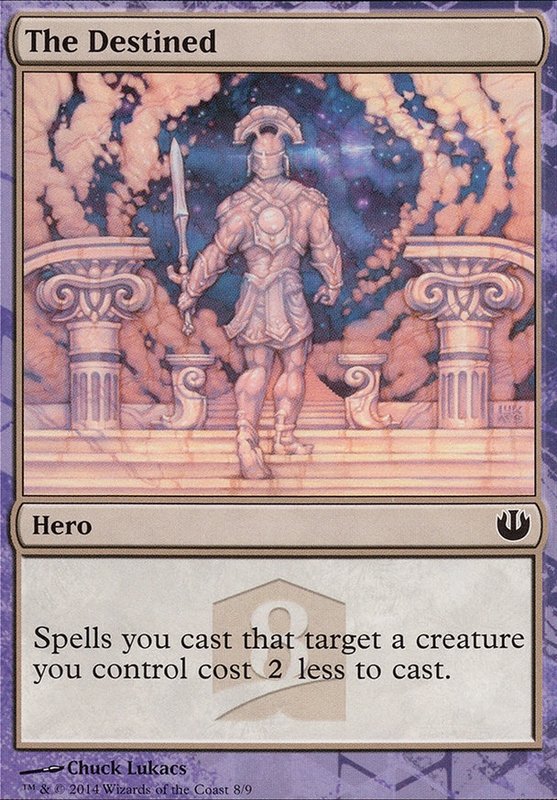 The Destined
Hero
8
Spells you cast that target a creature
you control cost 2 less to cast.
Chuck Lukacs
™ & © 2014 Wizards of the Coast 8/9